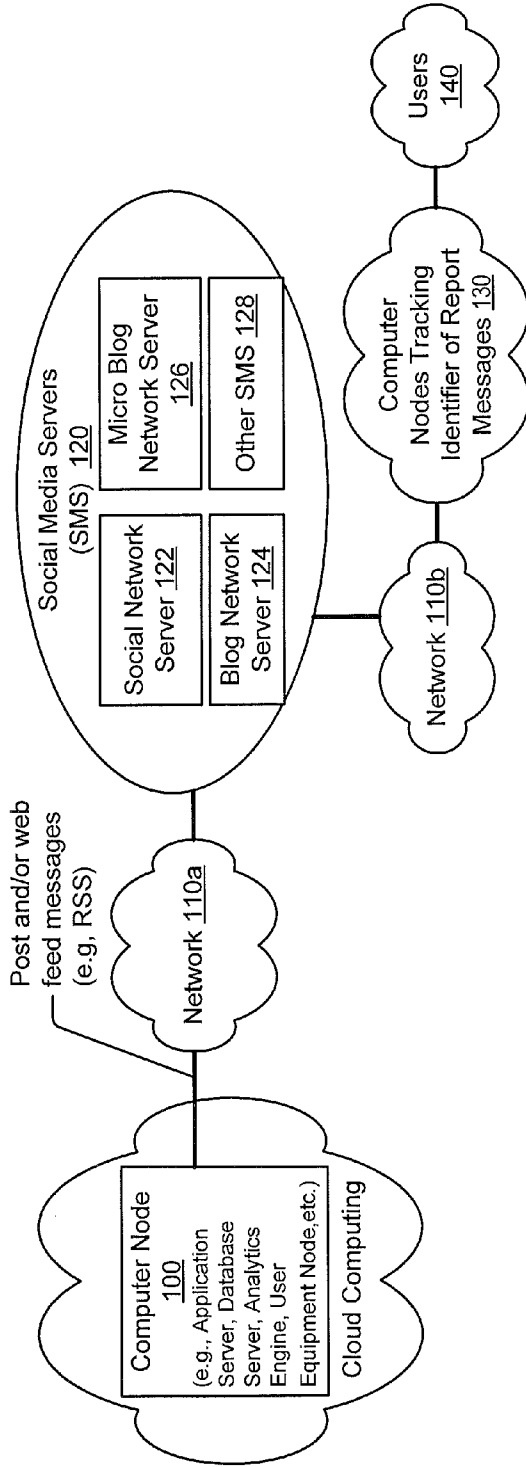 Computer Node
100
(e.g., Application
Server, Database
Server, Analytics
Engine, User
Equipment Node,etc.)
Cloud Computing
Post and/or web
feed messages
(e.g, RSS)
Network 110a
Social Media Servers
(SMS) 120
Social Network
Server 122
Micro Blog
Network Server
126
Blog Network
Server 124
Other SMS 128
Network 110b
Computer
Nodes Tracking
Identifier of Report
Messages 130
Users
140